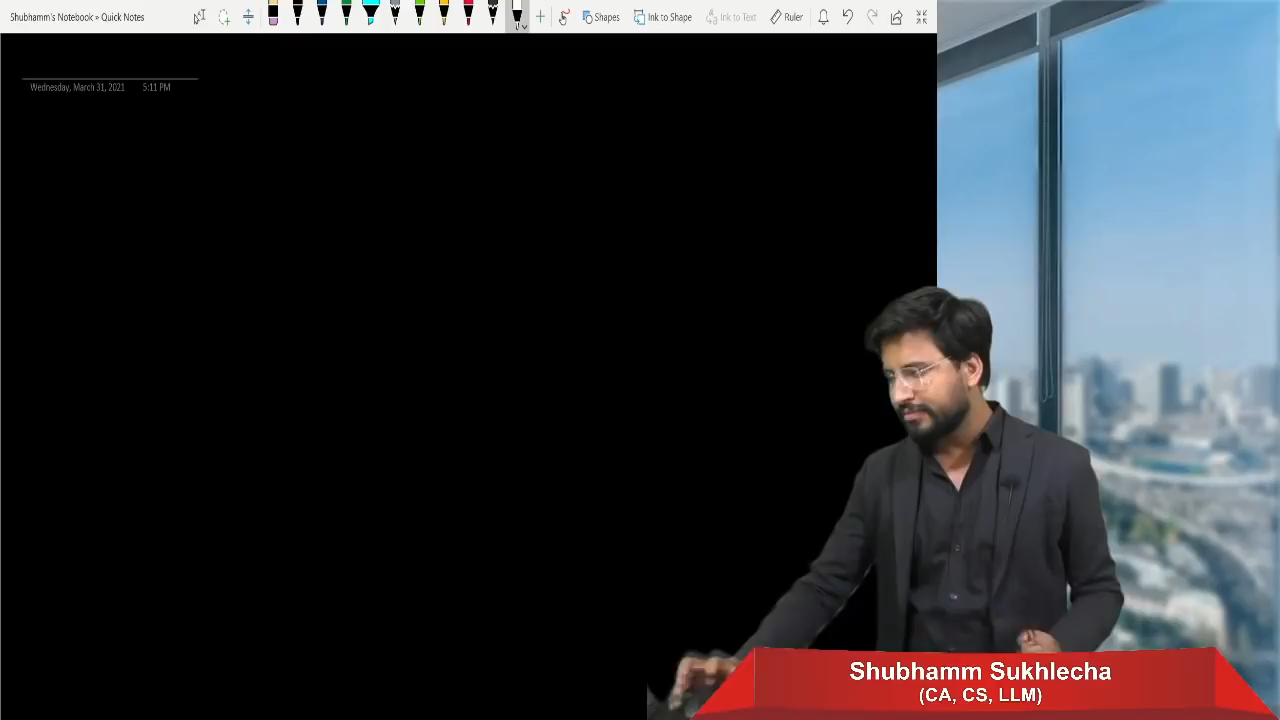 Shubhamm's Notebook » Quick Notes
Shapes
Ink to Shape
Ink to Text
Ruler
Wednesday, March 31, 2021 5:11 PM
Shubhamm Sukhlecha
(CA, CS, LLM)